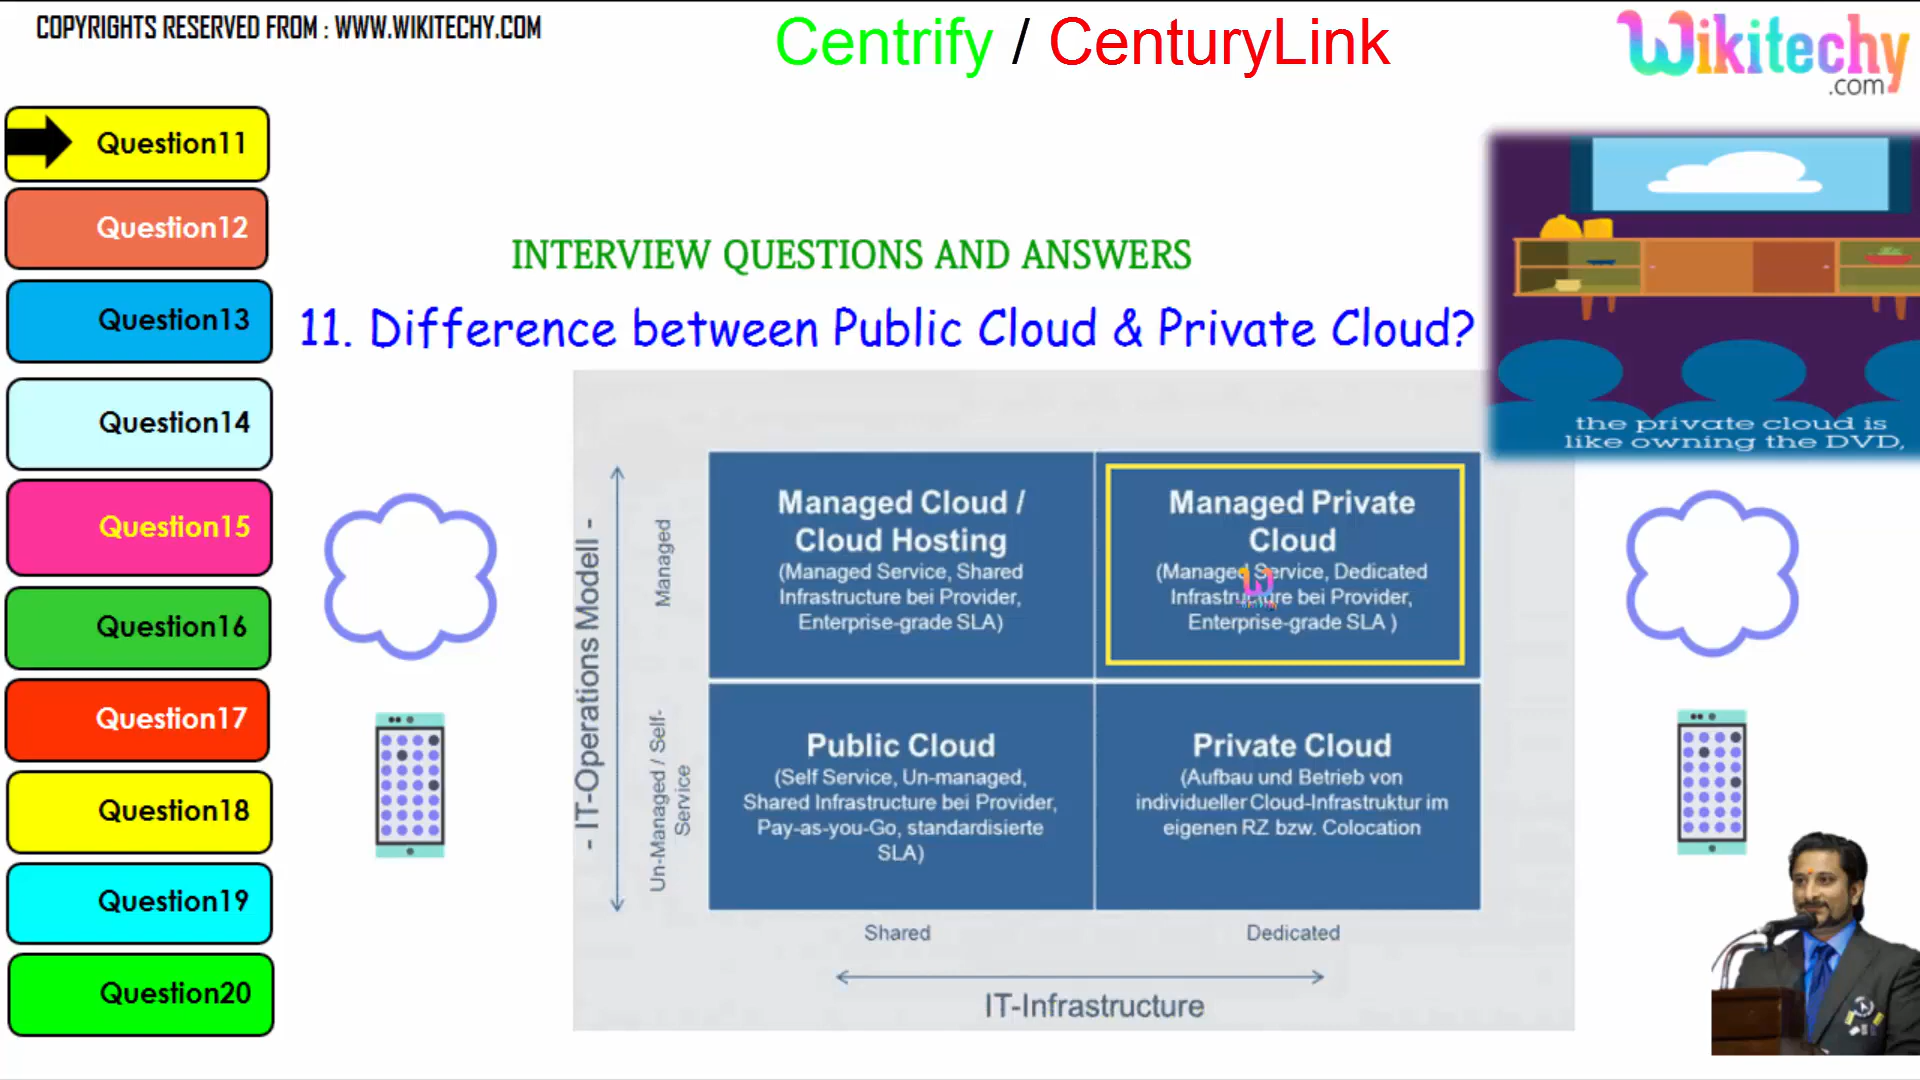 COPYRIGHTS RESERVED FROM : WWW.WIKITECHY.COM
Centrify / CenturyLink
Wikitechy
.com
Question11
Question12
Question13
Question14
Question15
Question16
Question17
Question18
Question19
Question20
INTERVIEW QUESTIONS AND ANSWERS
11. Difference between Public Cloud & Private Cloud?
the private cloud is
like owning the DVD,
- IT-Operations Modell -
Managed
Un-Managed / Self-
Service
Managed Cloud /
Cloud Hosting
(Managed Service, Shared
Infrastructure bei Provider,
Enterprise-grade SLA)
Managed Private
Cloud
(Managed Service, Dedicated
Infrastructure bei Provider,
Enterprise-grade SLA )
Public Cloud
(Self Service, Un-managed,
Shared Infrastructure bei Provider,
Pay-as-you-Go, standardisierte
SLA)
Private Cloud
(Aufbau und Betrieb von
individueller Cloud-Infrastruktur im
eigenen RZ bzw. Colocation
Shared
Dedicated
IT-Infrastructure